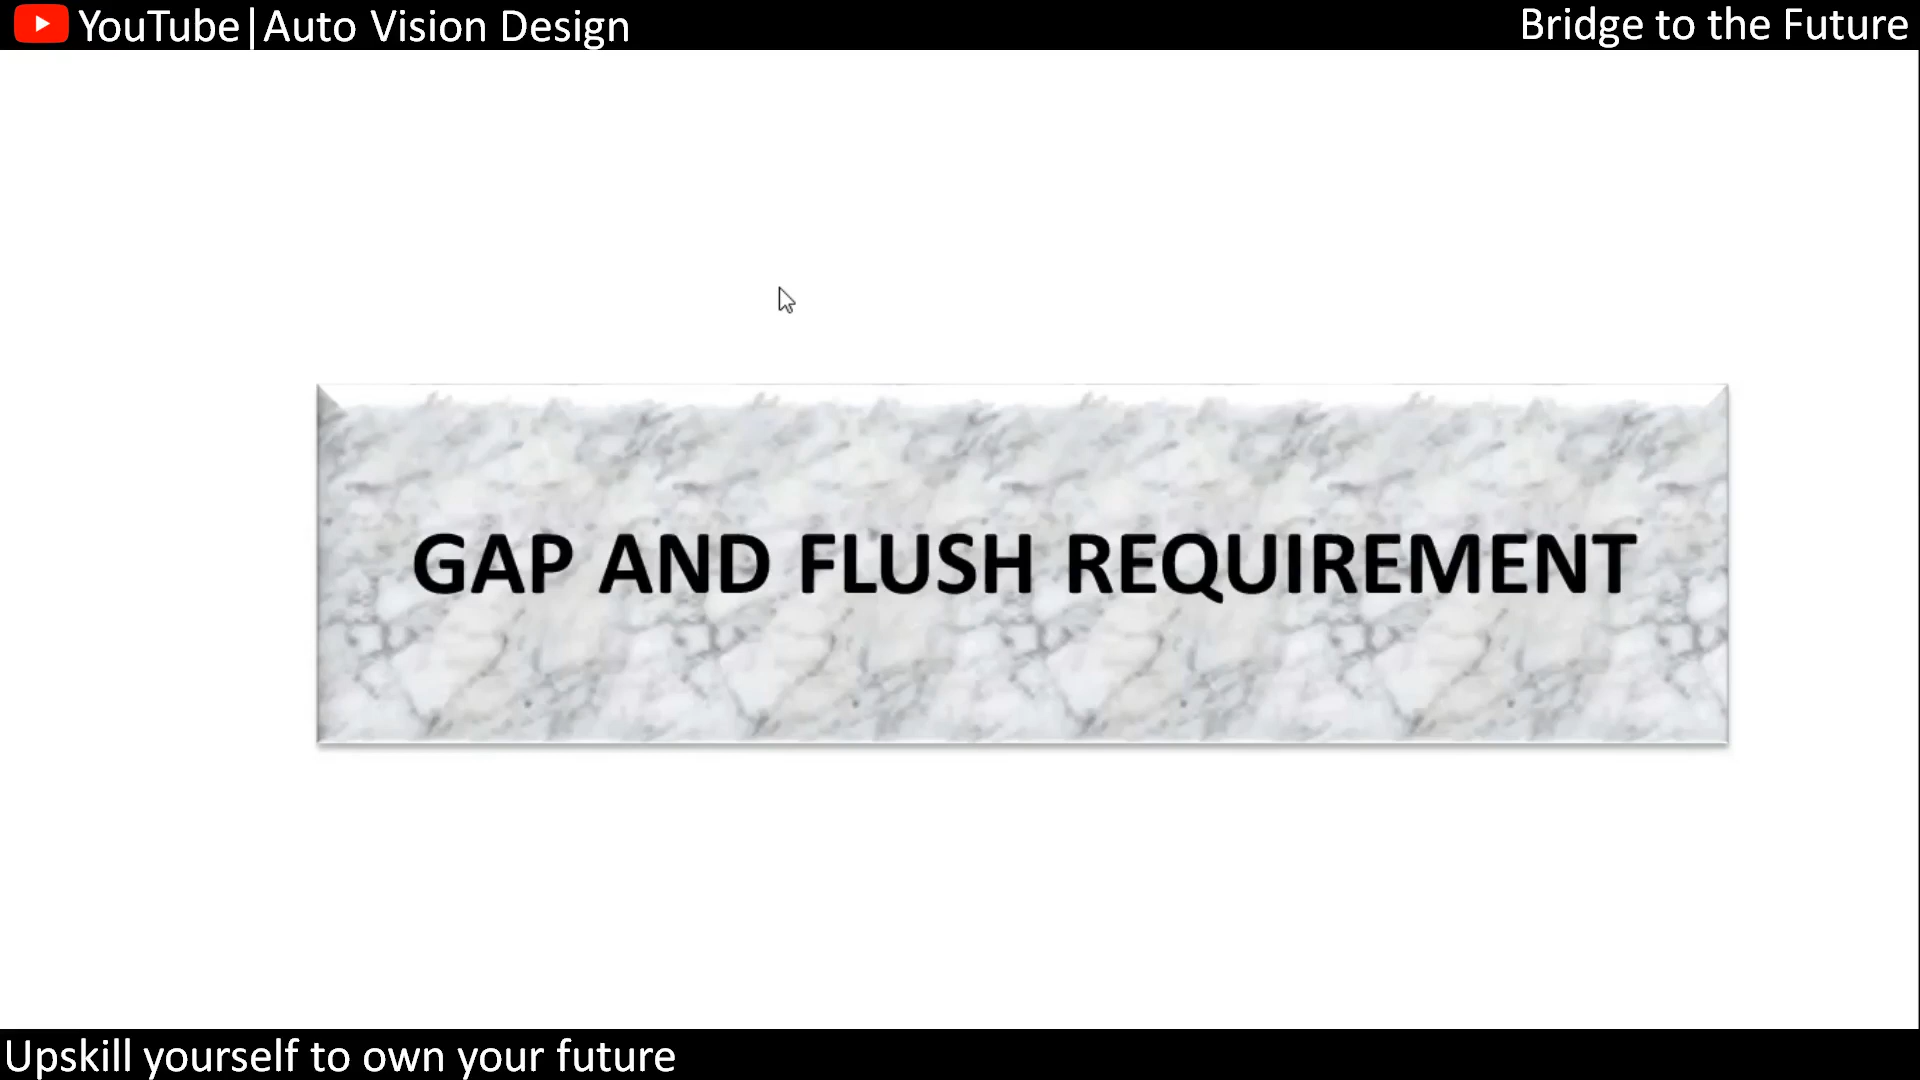 YouTube|Auto Vision Design
Bridge to the Future
GAP AND FLUSH REQUIREMENT
Upskill yourself to own your future